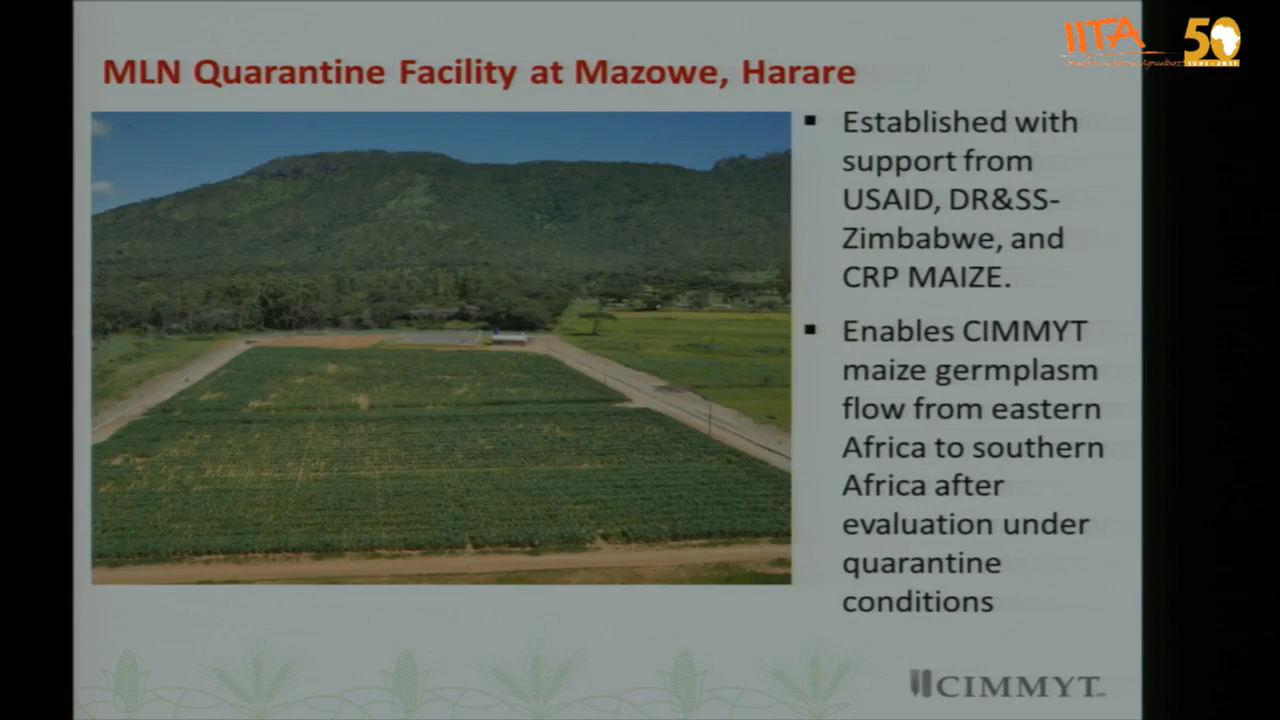 IITA
50
MLN Quarantine Facility at Mazowe, Harare
▪ Established with
support from
USAID, DR&SS-
Zimbabwe, and
CRP MAIZE.
▪ Enables CIMMYT
maize germplasm
flow from eastern
Africa to southern
Africa after
evaluation under
quarantine
conditions
CIMMYT